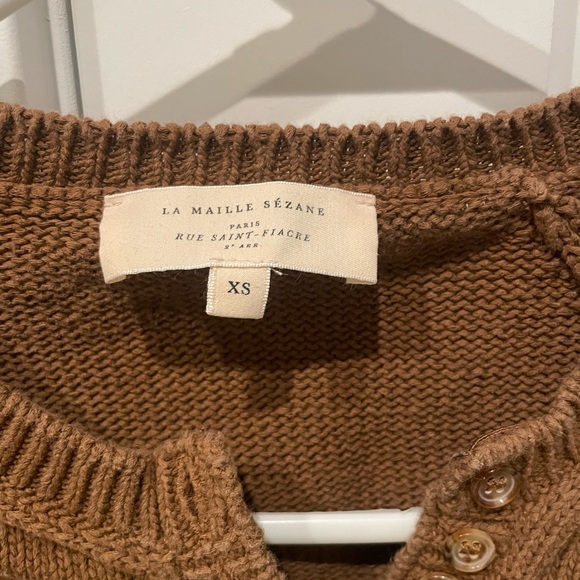 LA MAILLE SÉZANE
PARIS
RUE SAINT-FIACRE
2e ARR.
XS